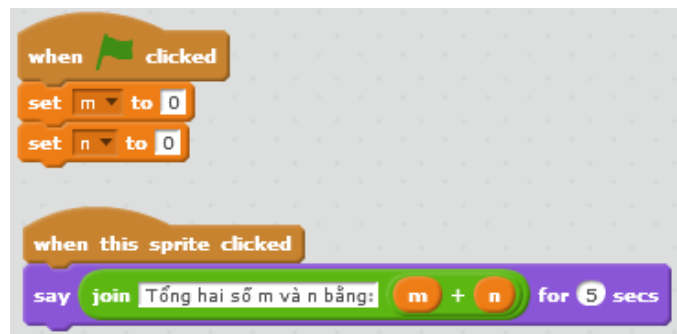 when clicked
set m to 0
set n to 0
when this sprite clicked
say join Tổng hai số m và n bằng: m + n for 5 secs